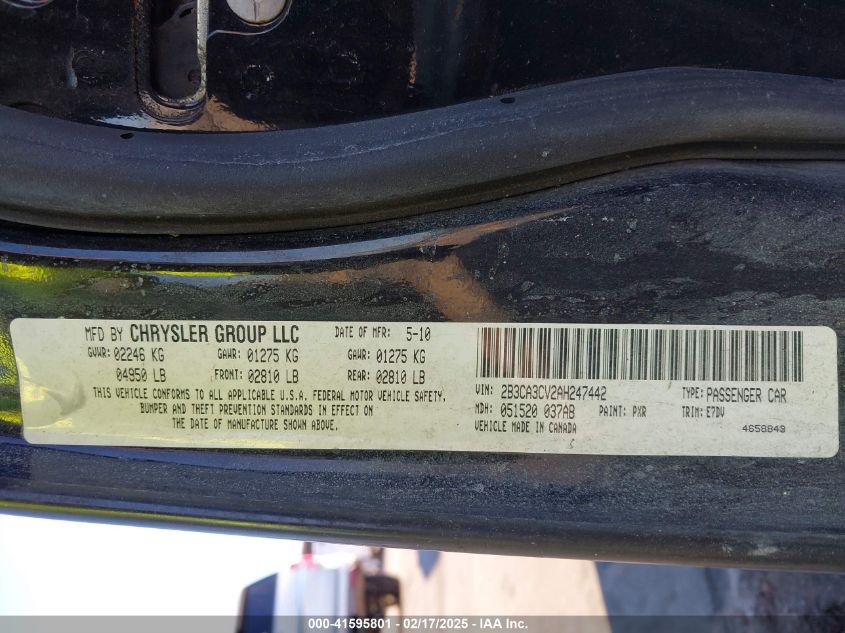 MFD BY CHRYSLER GROUP LLC DATE OF MFR: 5-10
GVWR: 02246 KG GAWR: 01275 KG GAWR: 01275 KG
04950 LB FRONT: 02810 LB REAR: 02810 LB
THIS VEHICLE CONFORMS TO ALL APPLICABLE U.S.A. FEDERAL MOTOR VEHICLE SAFETY,
BUMPER AND THEFT PREVENTION STANDARDS IN EFFECT ON
THE DATE OF MANUFACTURE SHOWN ABOVE.
VIN: 2B3CA3CV2AH247442 TYPE: PASSENGER CAR
MDH: 051520 037AB PAINT: PXR TRIM: E7DV
VEHICLE MADE IN CANADA 4658849
000-41595801 - 02/17/2025 - IAA Inc.